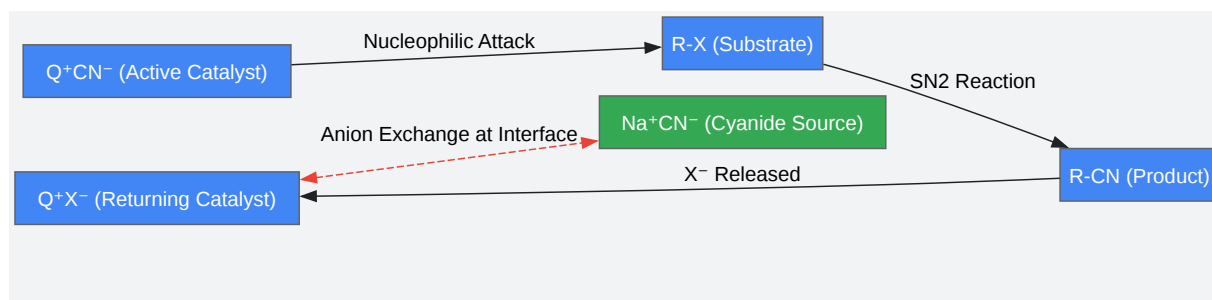 Nucleophilic Attack
R-X (Substrate)
Q⁺CN⁻ (Active Catalyst)
SN2 Reaction
Na⁺CN⁻ (Cyanide Source)
Anion Exchange at Interface
X⁻ Released
R-CN (Product)
Q⁺X⁻ (Returning Catalyst)